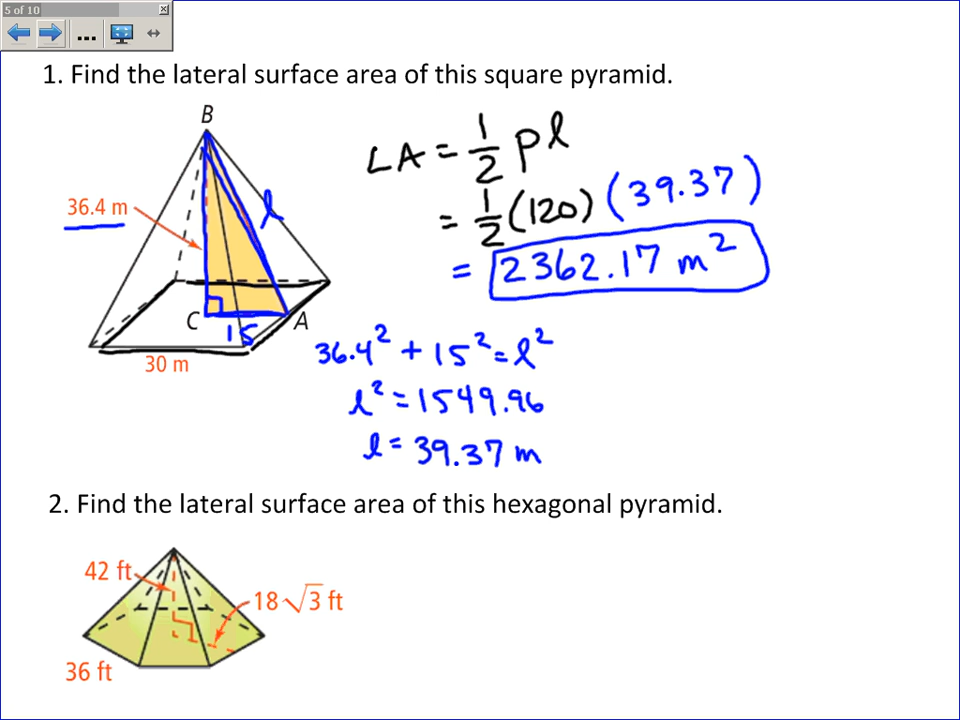 5 of 10
...
1. Find the lateral surface area of this square pyramid.
B
36.4 m
l
C
A
15
30 m
LA = 1/2 pl
= 1/2 (120) (39.37)
= 2362.17 m²
36.4² + 15² = l²
l² = 1549.96
l = 39.37 m
2. Find the lateral surface area of this hexagonal pyramid.
42 ft
18√3 ft
36 ft